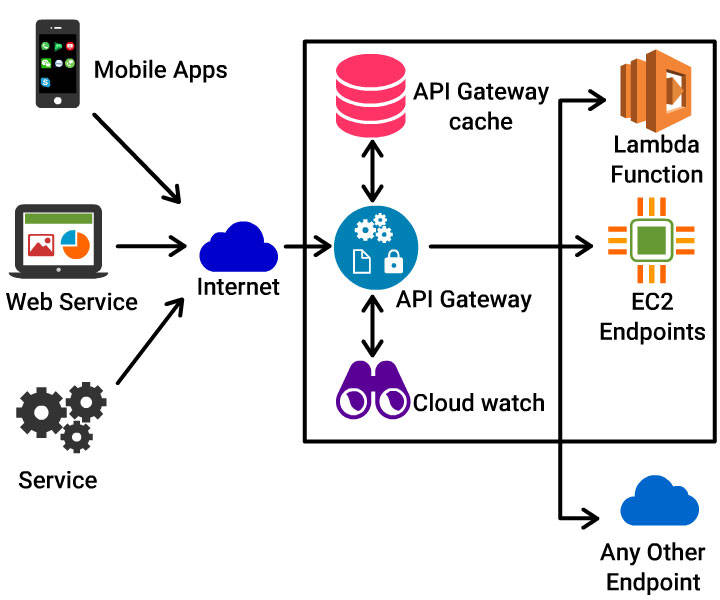 Mobile Apps
API Gateway
cache
Lambda
Function
Web Service
Internet
API Gateway
EC2
Endpoints
Cloud watch
Service
Any Other
Endpoint